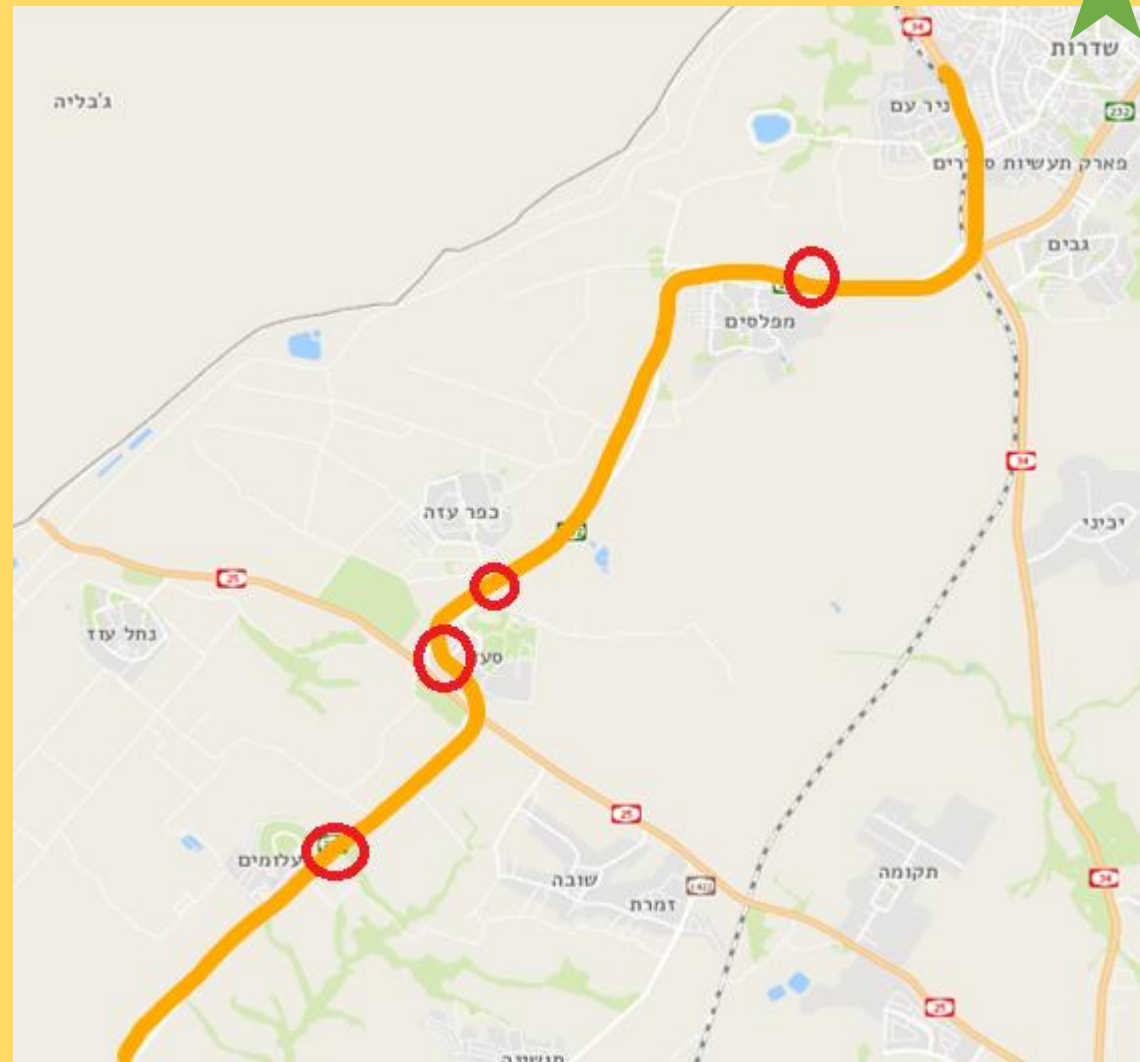 34
שדרות
ג'בליה
ניר עם
232
פארק תעשיות ספירים
גבים
מפלסים
34
כפר עזה
יכיני
25
נחל עוז
סעד
25
עלומים
תקומה
שובה
34
זמרת
25